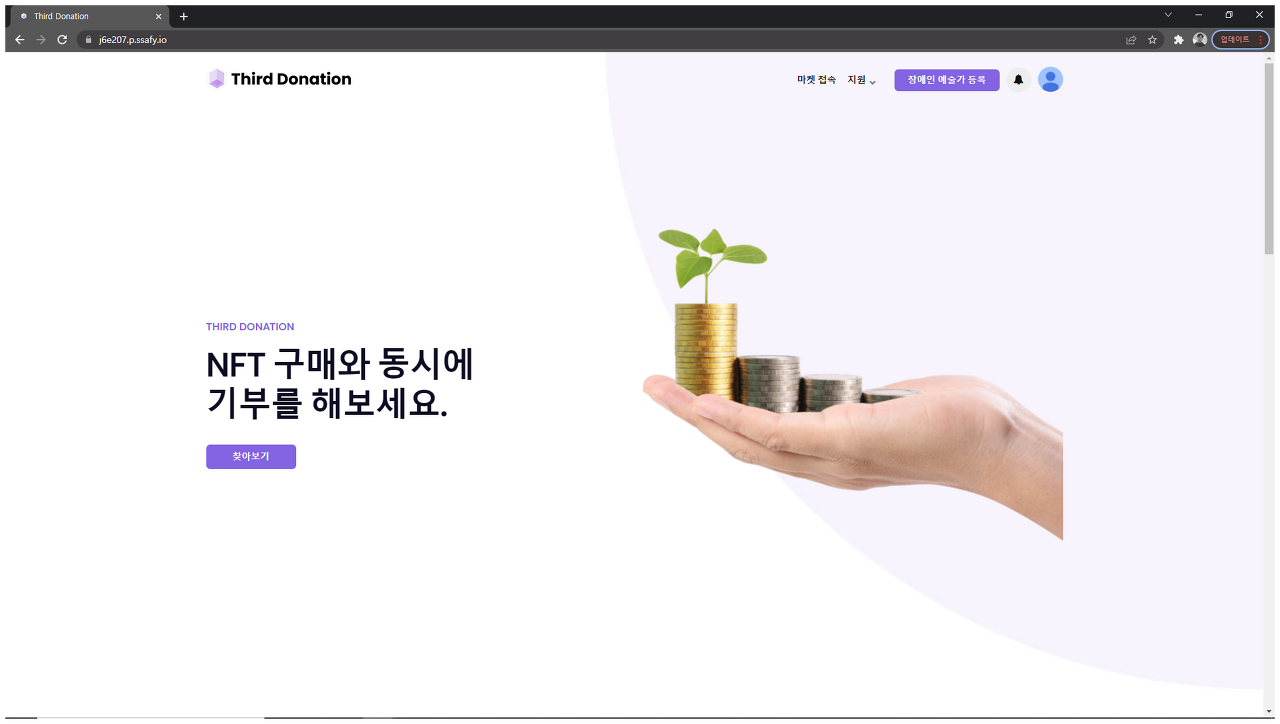 Third Donation
j6e207.p.ssafy.io
업데이트
Third Donation
마켓 접속
지원
장애인 예술가 등록
THIRD DONATION
NFT 구매와 동시에
기부를 해보세요.
찾아보기